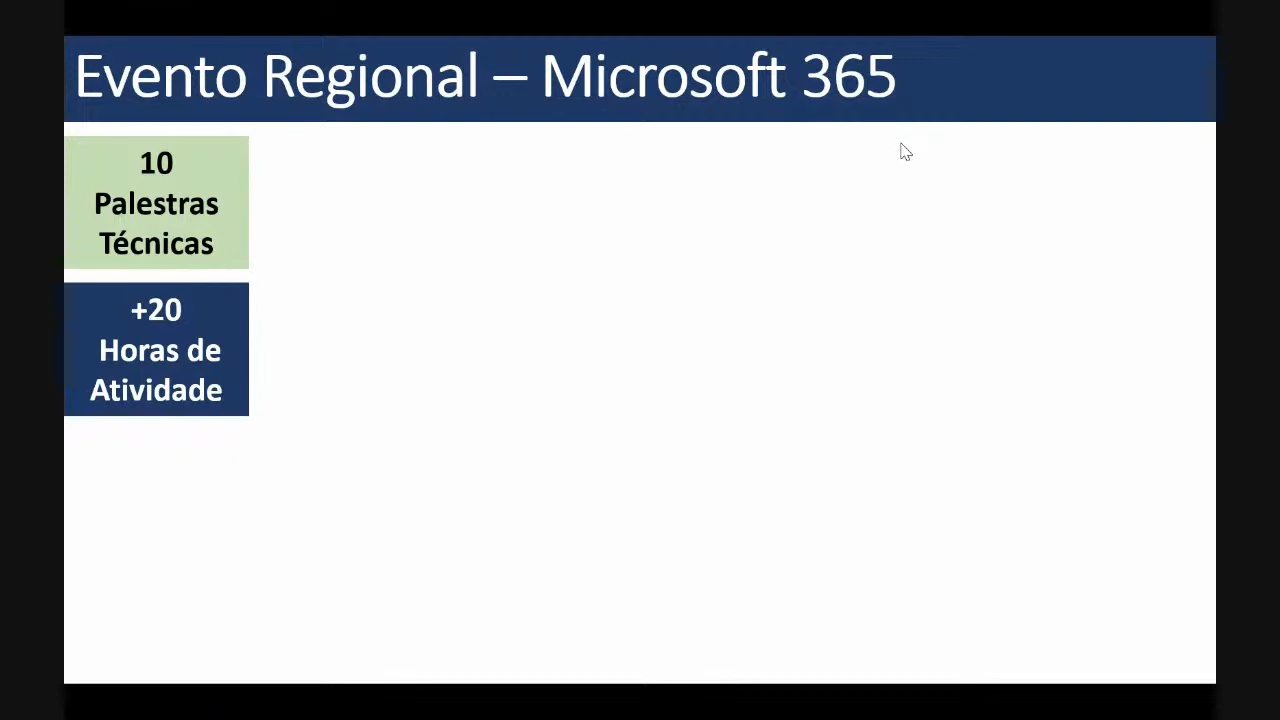 Evento Regional – Microsoft 365
10
Palestras
Técnicas
+20
Horas de
Atividade